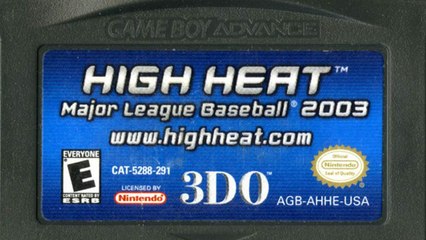 GAME BOY ADVANCE
HIGH HEAT™
Major League Baseball® 2003
www.highheat.com
EVERYONE
E
CONTENT RATED BY
ESRB
CAT-5288-291
LICENSED BY
Nintendo
3DO™
Official
Nintendo
Seal of Quality
AGB-AHHE-USA